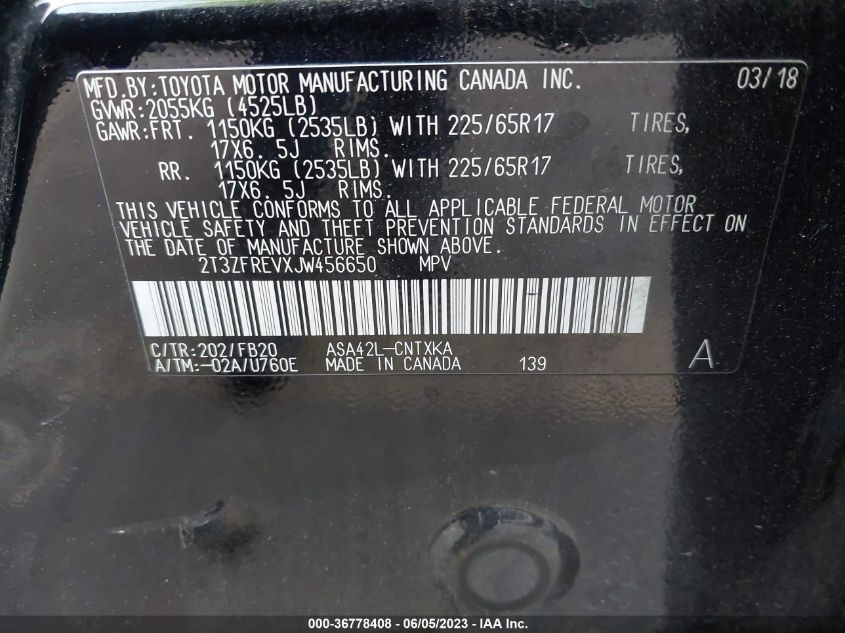 MFD.BY:TOYOTA MOTOR MANUFACTURING CANADA INC. 03/18
GVWR:2055KG (4525LB)
GAWR:FRT. 1150KG (2535LB) WITH 225/65R17 TIRES,
17X6.5J RIMS.
RR. 1150KG (2535LB) WITH 225/65R17 TIRES,
17X6.5J RIMS.
THIS VEHICLE CONFORMS TO ALL APPLICABLE FEDERAL MOTOR
VEHICLE SAFETY AND THEFT PREVENTION STANDARDS IN EFFECT ON
THE DATE OF MANUFACTURE SHOWN ABOVE.
2T3ZFREVXJW456650 MPV
C/TR:202/FB20 ASA42L-CNTXKA
A/TM:-02A/U760E MADE IN CANADA 139 A
000-36778408 - 06/05/2023 - IAA Inc.